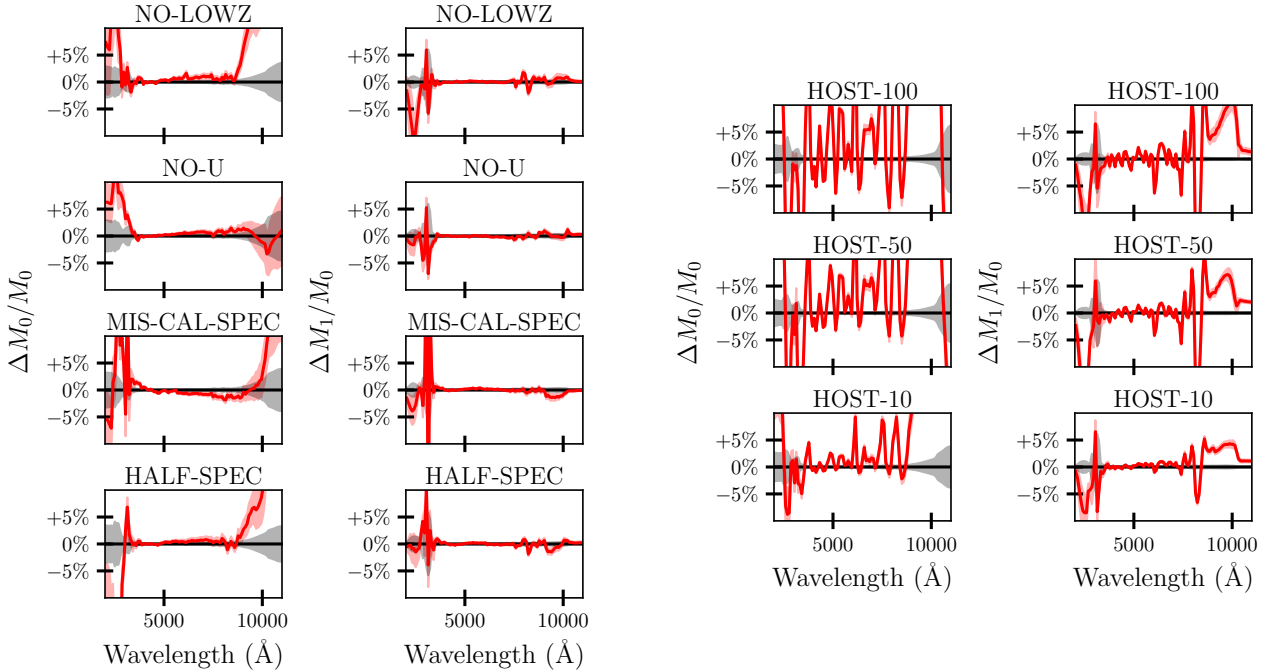 NO-LOWZ
+5%
0%
−5%
NO-U
+5%
0%
−5%
MIS-CAL-SPEC
+5%
0%
−5%
HALF-SPEC
+5%
0%
−5%
5000 10000
Wavelength (Å)
ΔM₀/M₀
NO-LOWZ
+5%
0%
−5%
NO-U
+5%
0%
−5%
MIS-CAL-SPEC
+5%
0%
−5%
HALF-SPEC
+5%
0%
−5%
5000 10000
Wavelength (Å)
ΔM₁/M₀
HOST-100
+5%
0%
−5%
HOST-50
+5%
0%
−5%
HOST-10
+5%
0%
−5%
5000 10000
Wavelength (Å)
ΔM₀/M₀
HOST-100
+5%
0%
−5%
HOST-50
+5%
0%
−5%
HOST-10
+5%
0%
−5%
5000 10000
Wavelength (Å)
ΔM₁/M₀